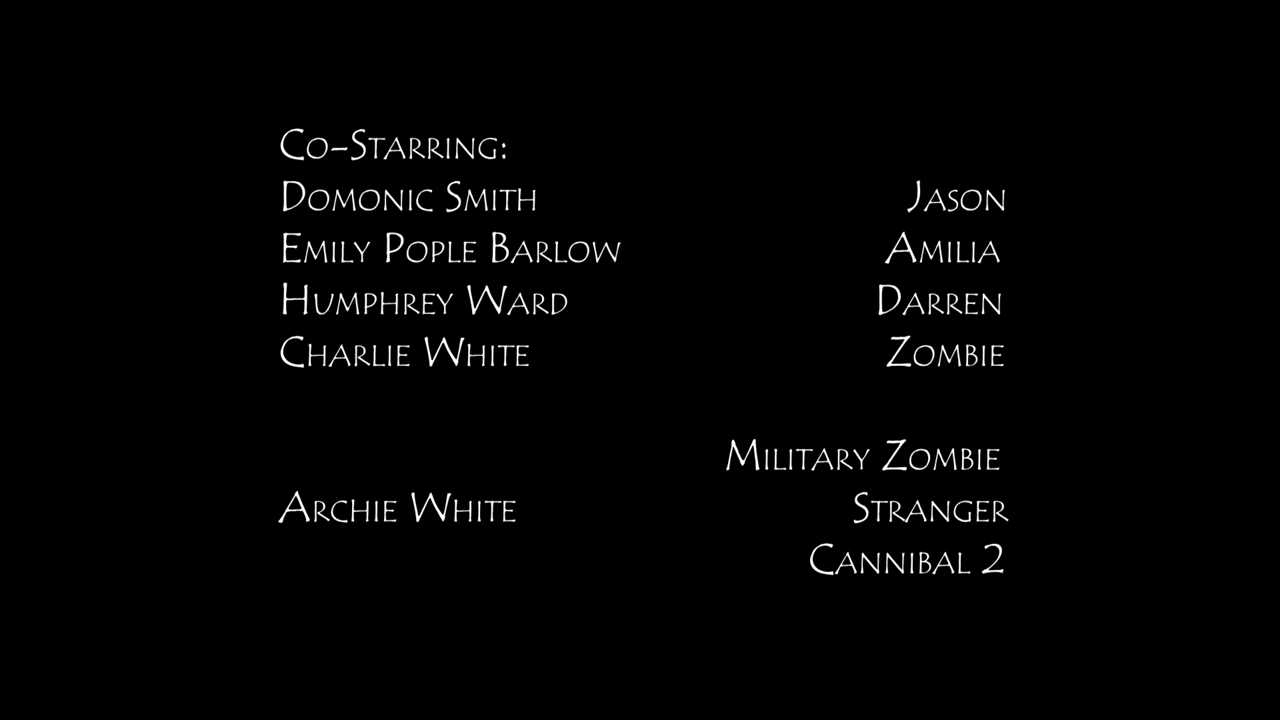 Co-Starring:
Domonic Smith Jason
Emily Pople Barlow Amilia
Humphrey Ward Darren
Charlie White Zombie
Military Zombie
Archie White Stranger
Cannibal 2